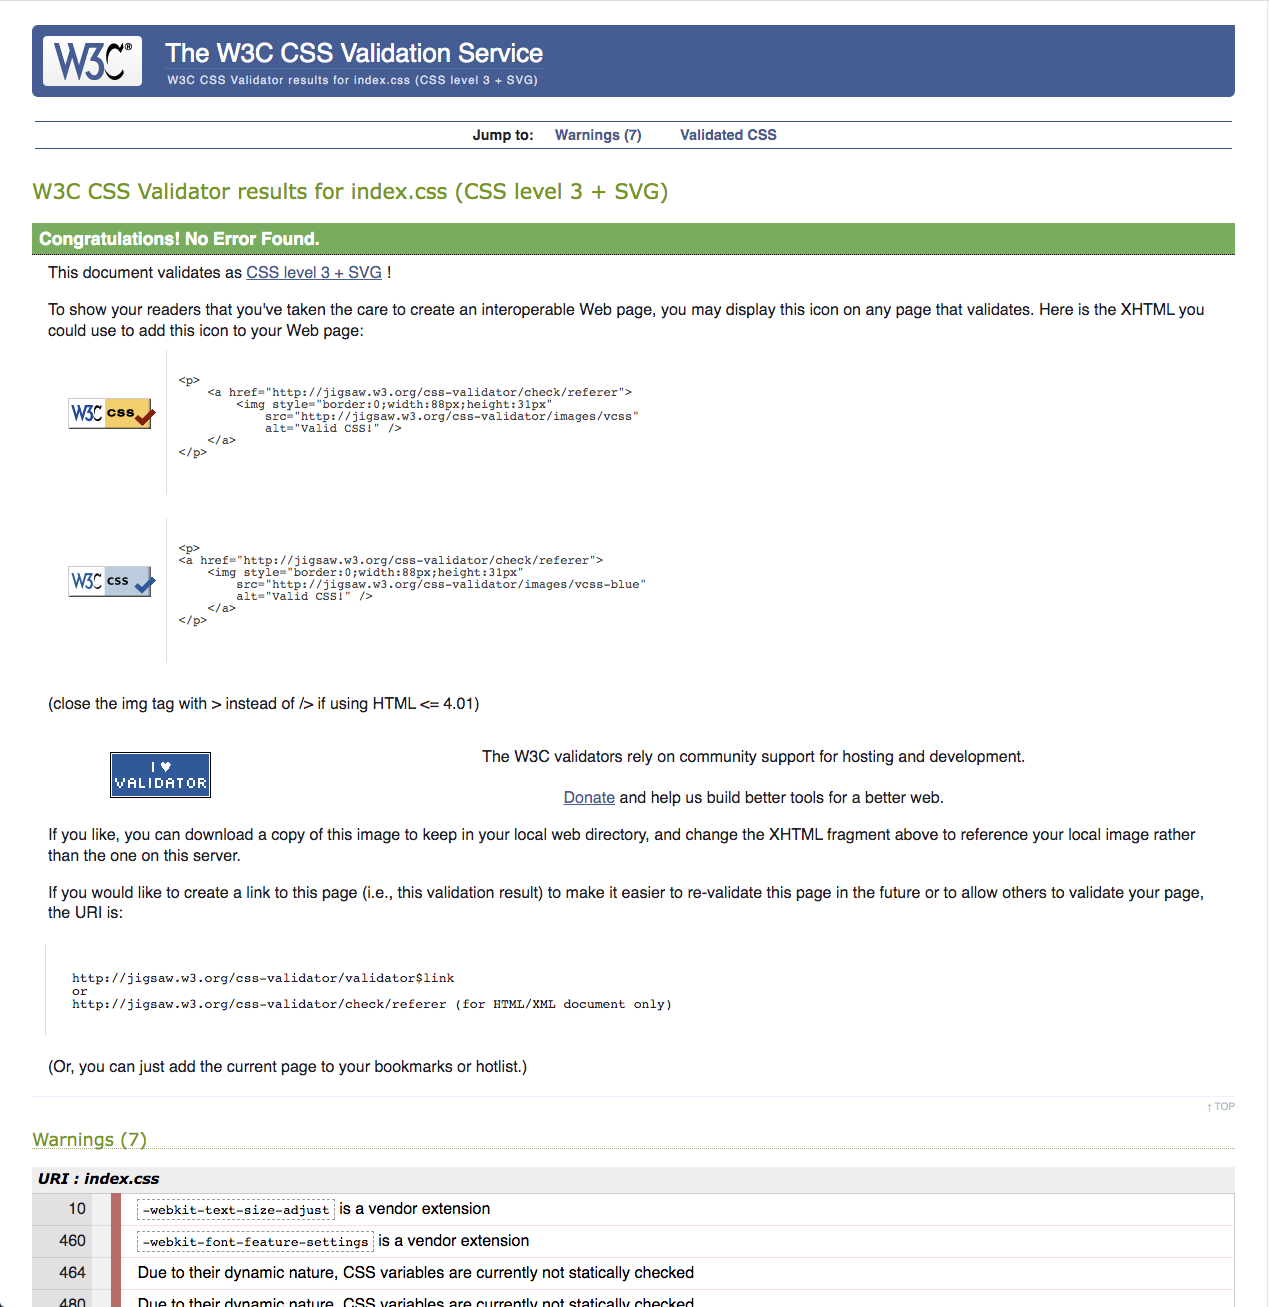 W3C®
The W3C CSS Validation Service
W3C CSS Validator results for index.css (CSS level 3 + SVG)
Jump to: Warnings (7) Validated CSS
W3C CSS Validator results for index.css (CSS level 3 + SVG)
Congratulations! No Error Found.
This document validates as CSS level 3 + SVG !
To show your readers that you've taken the care to create an interoperable Web page, you may display this icon on any page that validates. Here is the XHTML you
could use to add this icon to your Web page:
W3C css
<p>
<a href="http://jigsaw.w3.org/css-validator/check/referer">
<img style="border:0;width:88px;height:31px"
src="http://jigsaw.w3.org/css-validator/images/vcss"
alt="Valid CSS!" />
</a>
</p>
W3C css
<p>
<a href="http://jigsaw.w3.org/css-validator/check/referer">
<img style="border:0;width:88px;height:31px"
src="http://jigsaw.w3.org/css-validator/images/vcss-blue"
alt="Valid CSS!" />
</a>
</p>
(close the img tag with > instead of /> if using HTML <= 4.01)
I ♥
VALIDATOR
The W3C validators rely on community support for hosting and development.
Donate and help us build better tools for a better web.
If you like, you can download a copy of this image to keep in your local web directory, and change the XHTML fragment above to reference your local image rather
than the one on this server.
If you would like to create a link to this page (i.e., this validation result) to make it easier to re-validate this page in the future or to allow others to validate your page,
the URI is:
http://jigsaw.w3.org/css-validator/validator$link
or
http://jigsaw.w3.org/css-validator/check/referer (for HTML/XML document only)
(Or, you can just add the current page to your bookmarks or hotlist.)
↑ TOP
Warnings (7)
URI : index.css
10 -webkit-text-size-adjust is a vendor extension
460 -webkit-font-feature-settings is a vendor extension
464 Due to their dynamic nature, CSS variables are currently not statically checked
480 Due to their dynamic nature, CSS variables are currently not statically checked